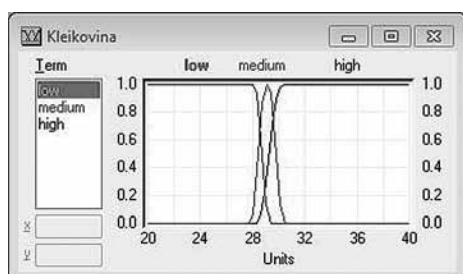 Kleikovina
Term low medium high
low
medium
high
1.0 1.0
0.8 0.8
0.6 0.6
0.4 0.4
0.2 0.2
0.0 0.0
X
Y
20 24 28 32 36 40
Units